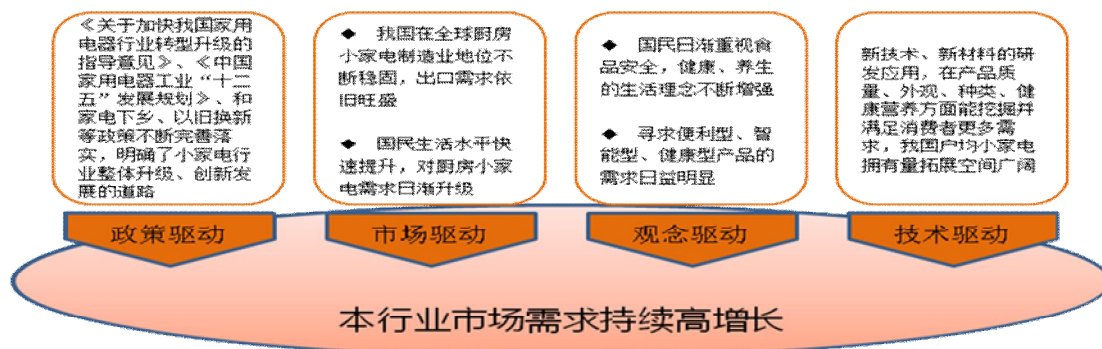 《关于加快我国家用
电器行业转型升级的
指导意见》、《中国
家用电器工业“十二
五”发展规划》、和
家电下乡、以旧换新
等政策不断完善落
实，明确了小家电行
业整体升级、创新发
展的道路
政策驱动
◆ 我国在全球厨房
小家电制造业地位不
断稳固，出口需求依
旧旺盛
◆ 国民生活水平快
速提升，对厨房小家
电需求日渐升级
市场驱动
◆ 国民日渐重视食
品安全，健康、养生
的生活理念不断增强
◆ 寻求便利型、智
能型、健康型产品的
需求日益明显
观念驱动
新技术、新材料的研
发应用，在产品质
量、外观、种类、健
康营养方面能挖掘并
满足消费者更多需
求，我国户均小家电
拥有量拓展空间广阔
技术驱动
本行业市场需求持续高增长